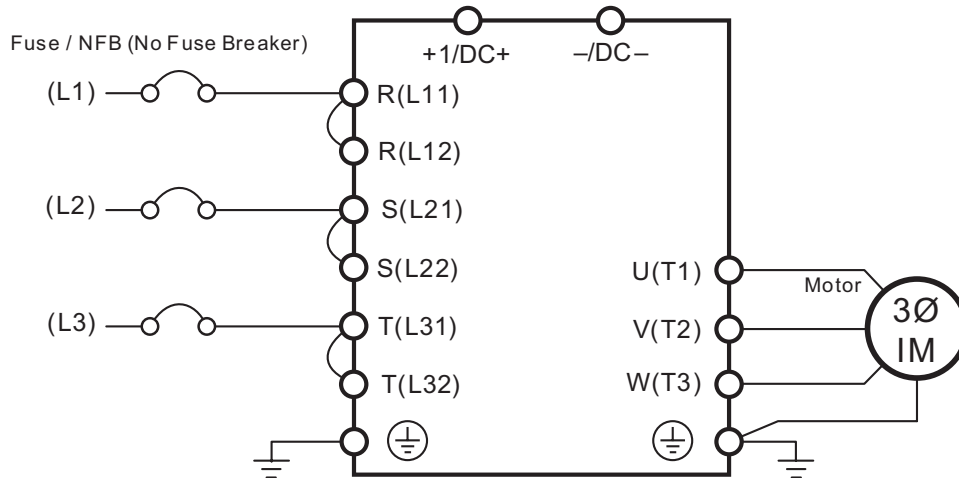 +1/DC+
–/DC–
Fuse / NFB (No Fuse Breaker)
(L1)
R(L11)
R(L12)
(L2)
S(L21)
S(L22)
(L3)
T(L31)
T(L32)
U(T1)
Motor
V(T2)
W(T3)
3Ø
IM